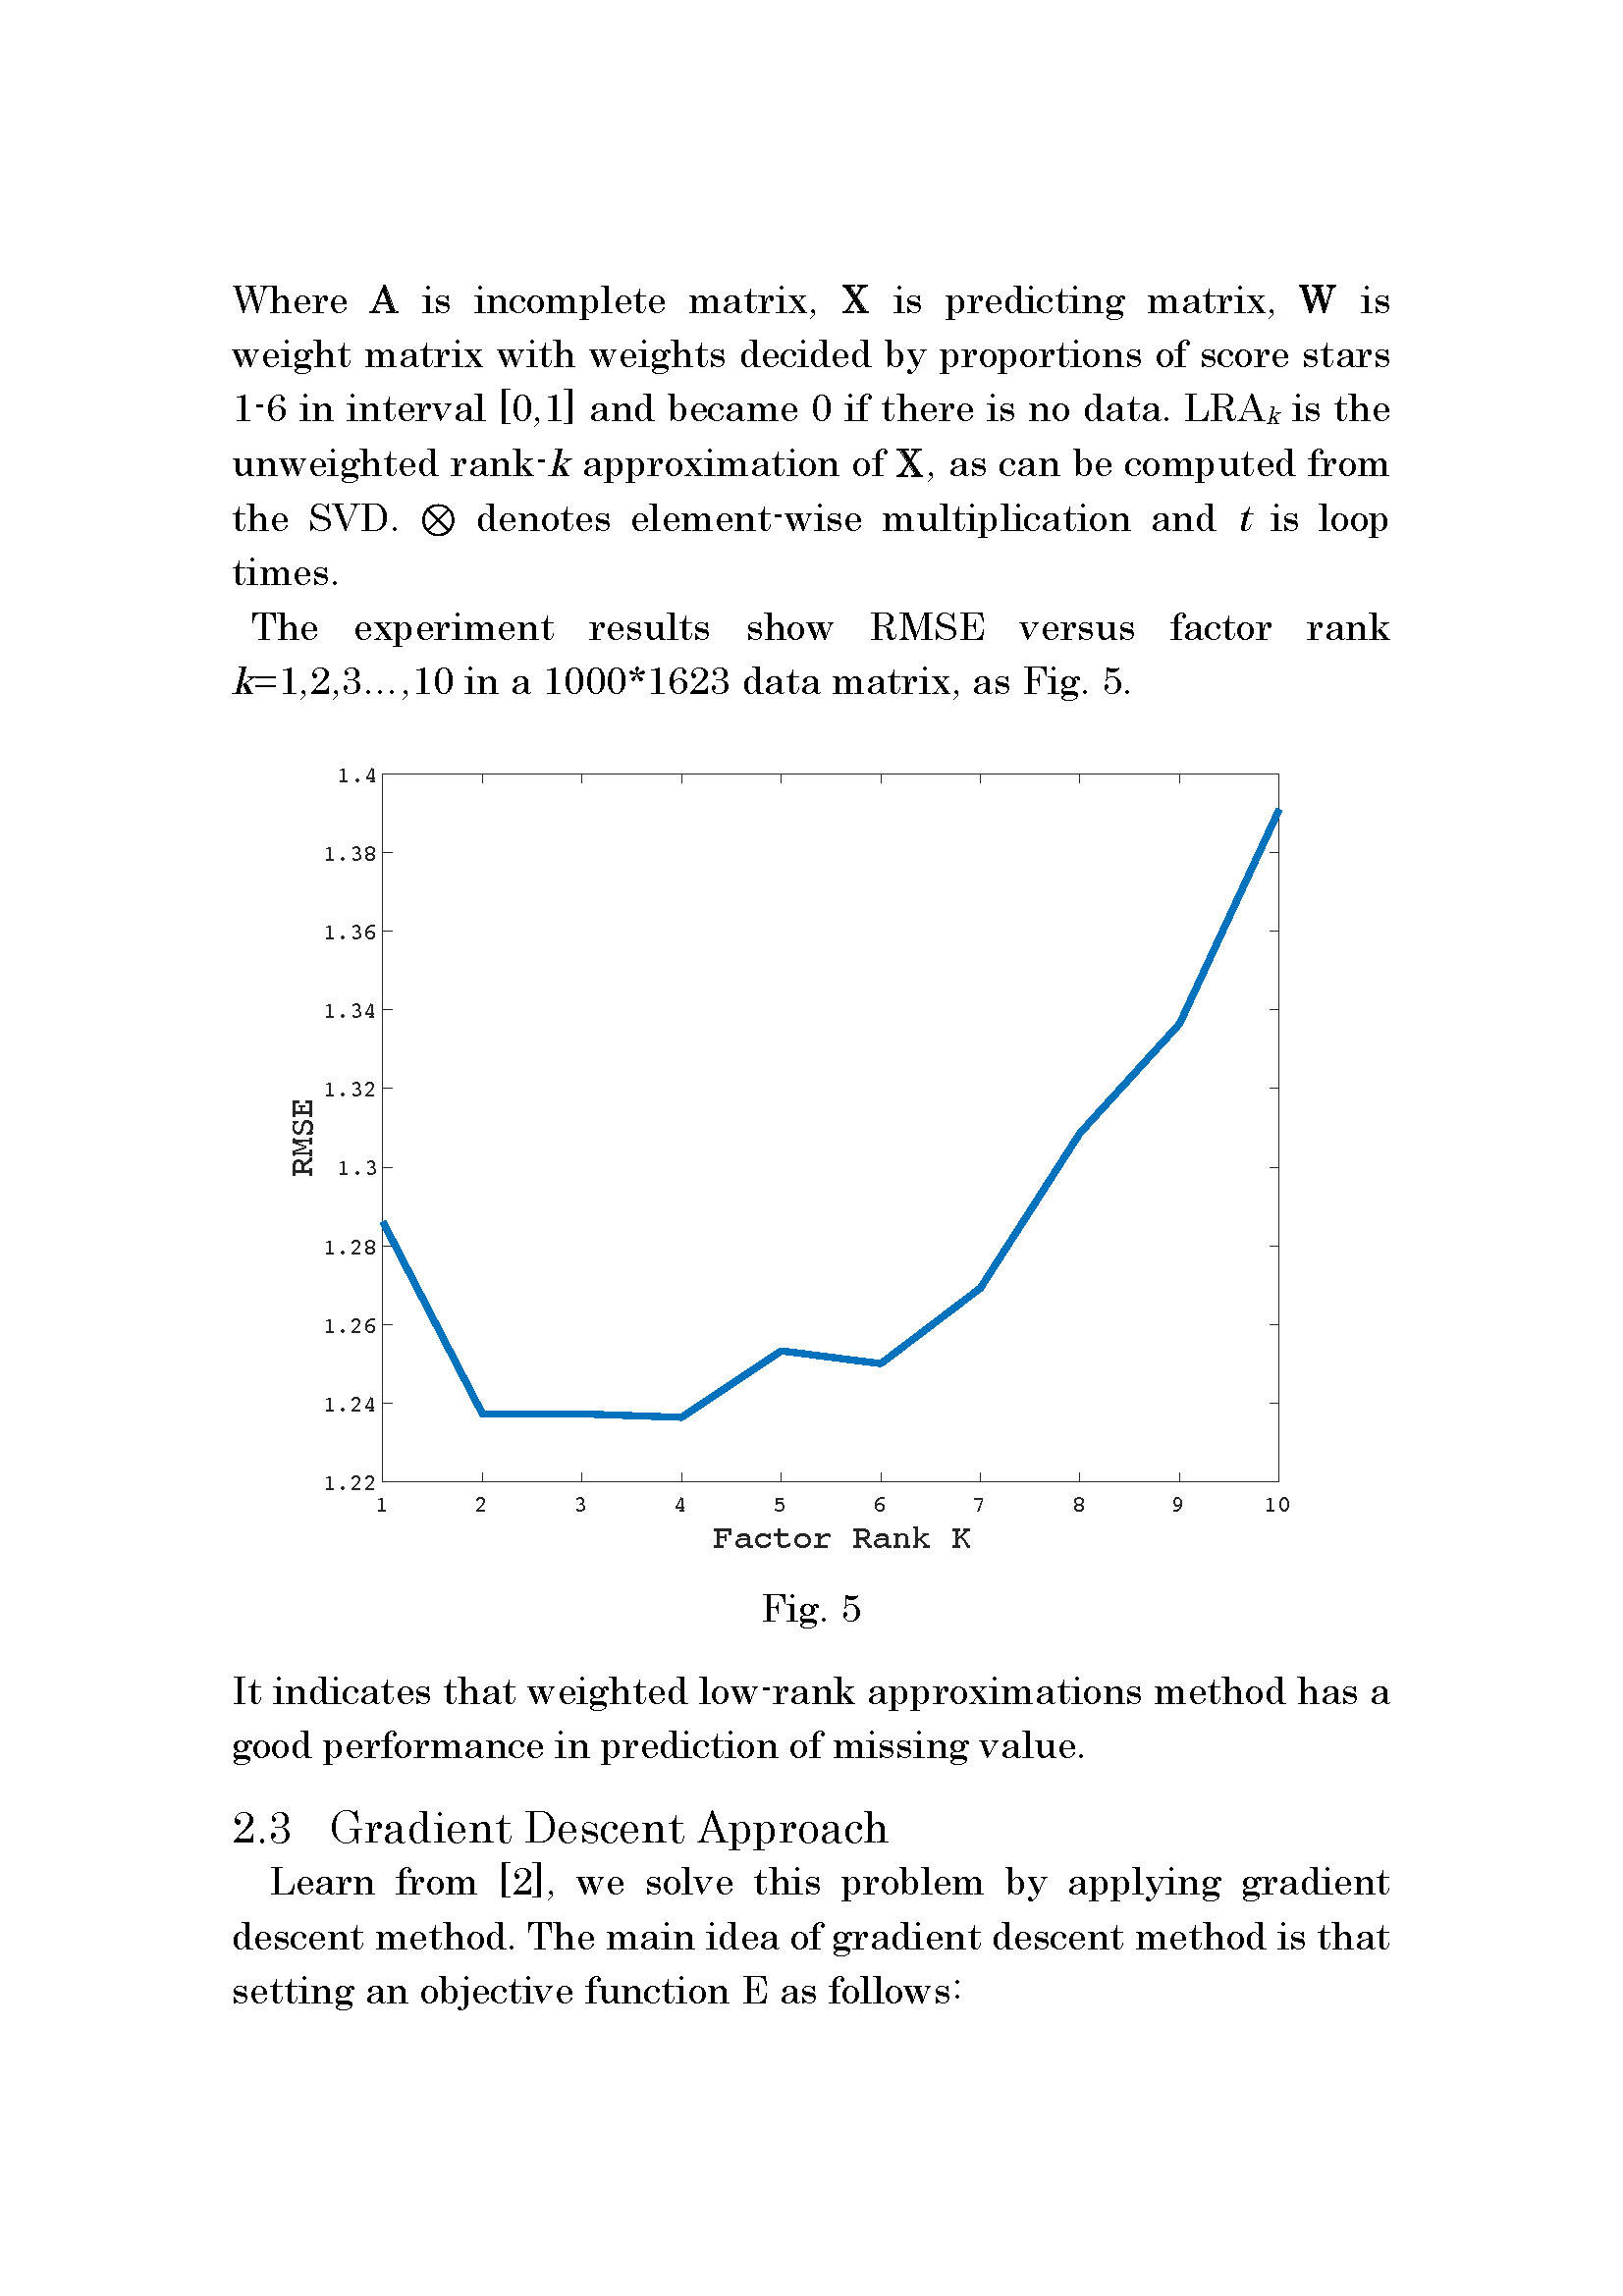 Where A is incomplete matrix, X is predicting matrix, W is
weight matrix with weights decided by proportions of score stars
1-6 in interval [0,1] and became 0 if there is no data. LRAk is the
unweighted rank-k approximation of X, as can be computed from
the SVD. ⊗ denotes element-wise multiplication and t is loop
times.
The experiment results show RMSE versus factor rank
k=1,2,3…,10 in a 1000*1623 data matrix, as Fig. 5.
1.4
1.38
1.36
1.34
1.32
1.3
1.28
1.26
1.24
1.22
RMSE
1 2 3 4 5 6 7 8 9 10
Factor Rank K
Fig. 5
It indicates that weighted low-rank approximations method has a
good performance in prediction of missing value.
2.3 Gradient Descent Approach
Learn from [2], we solve this problem by applying gradient
descent method. The main idea of gradient descent method is that
setting an objective function E as follows: